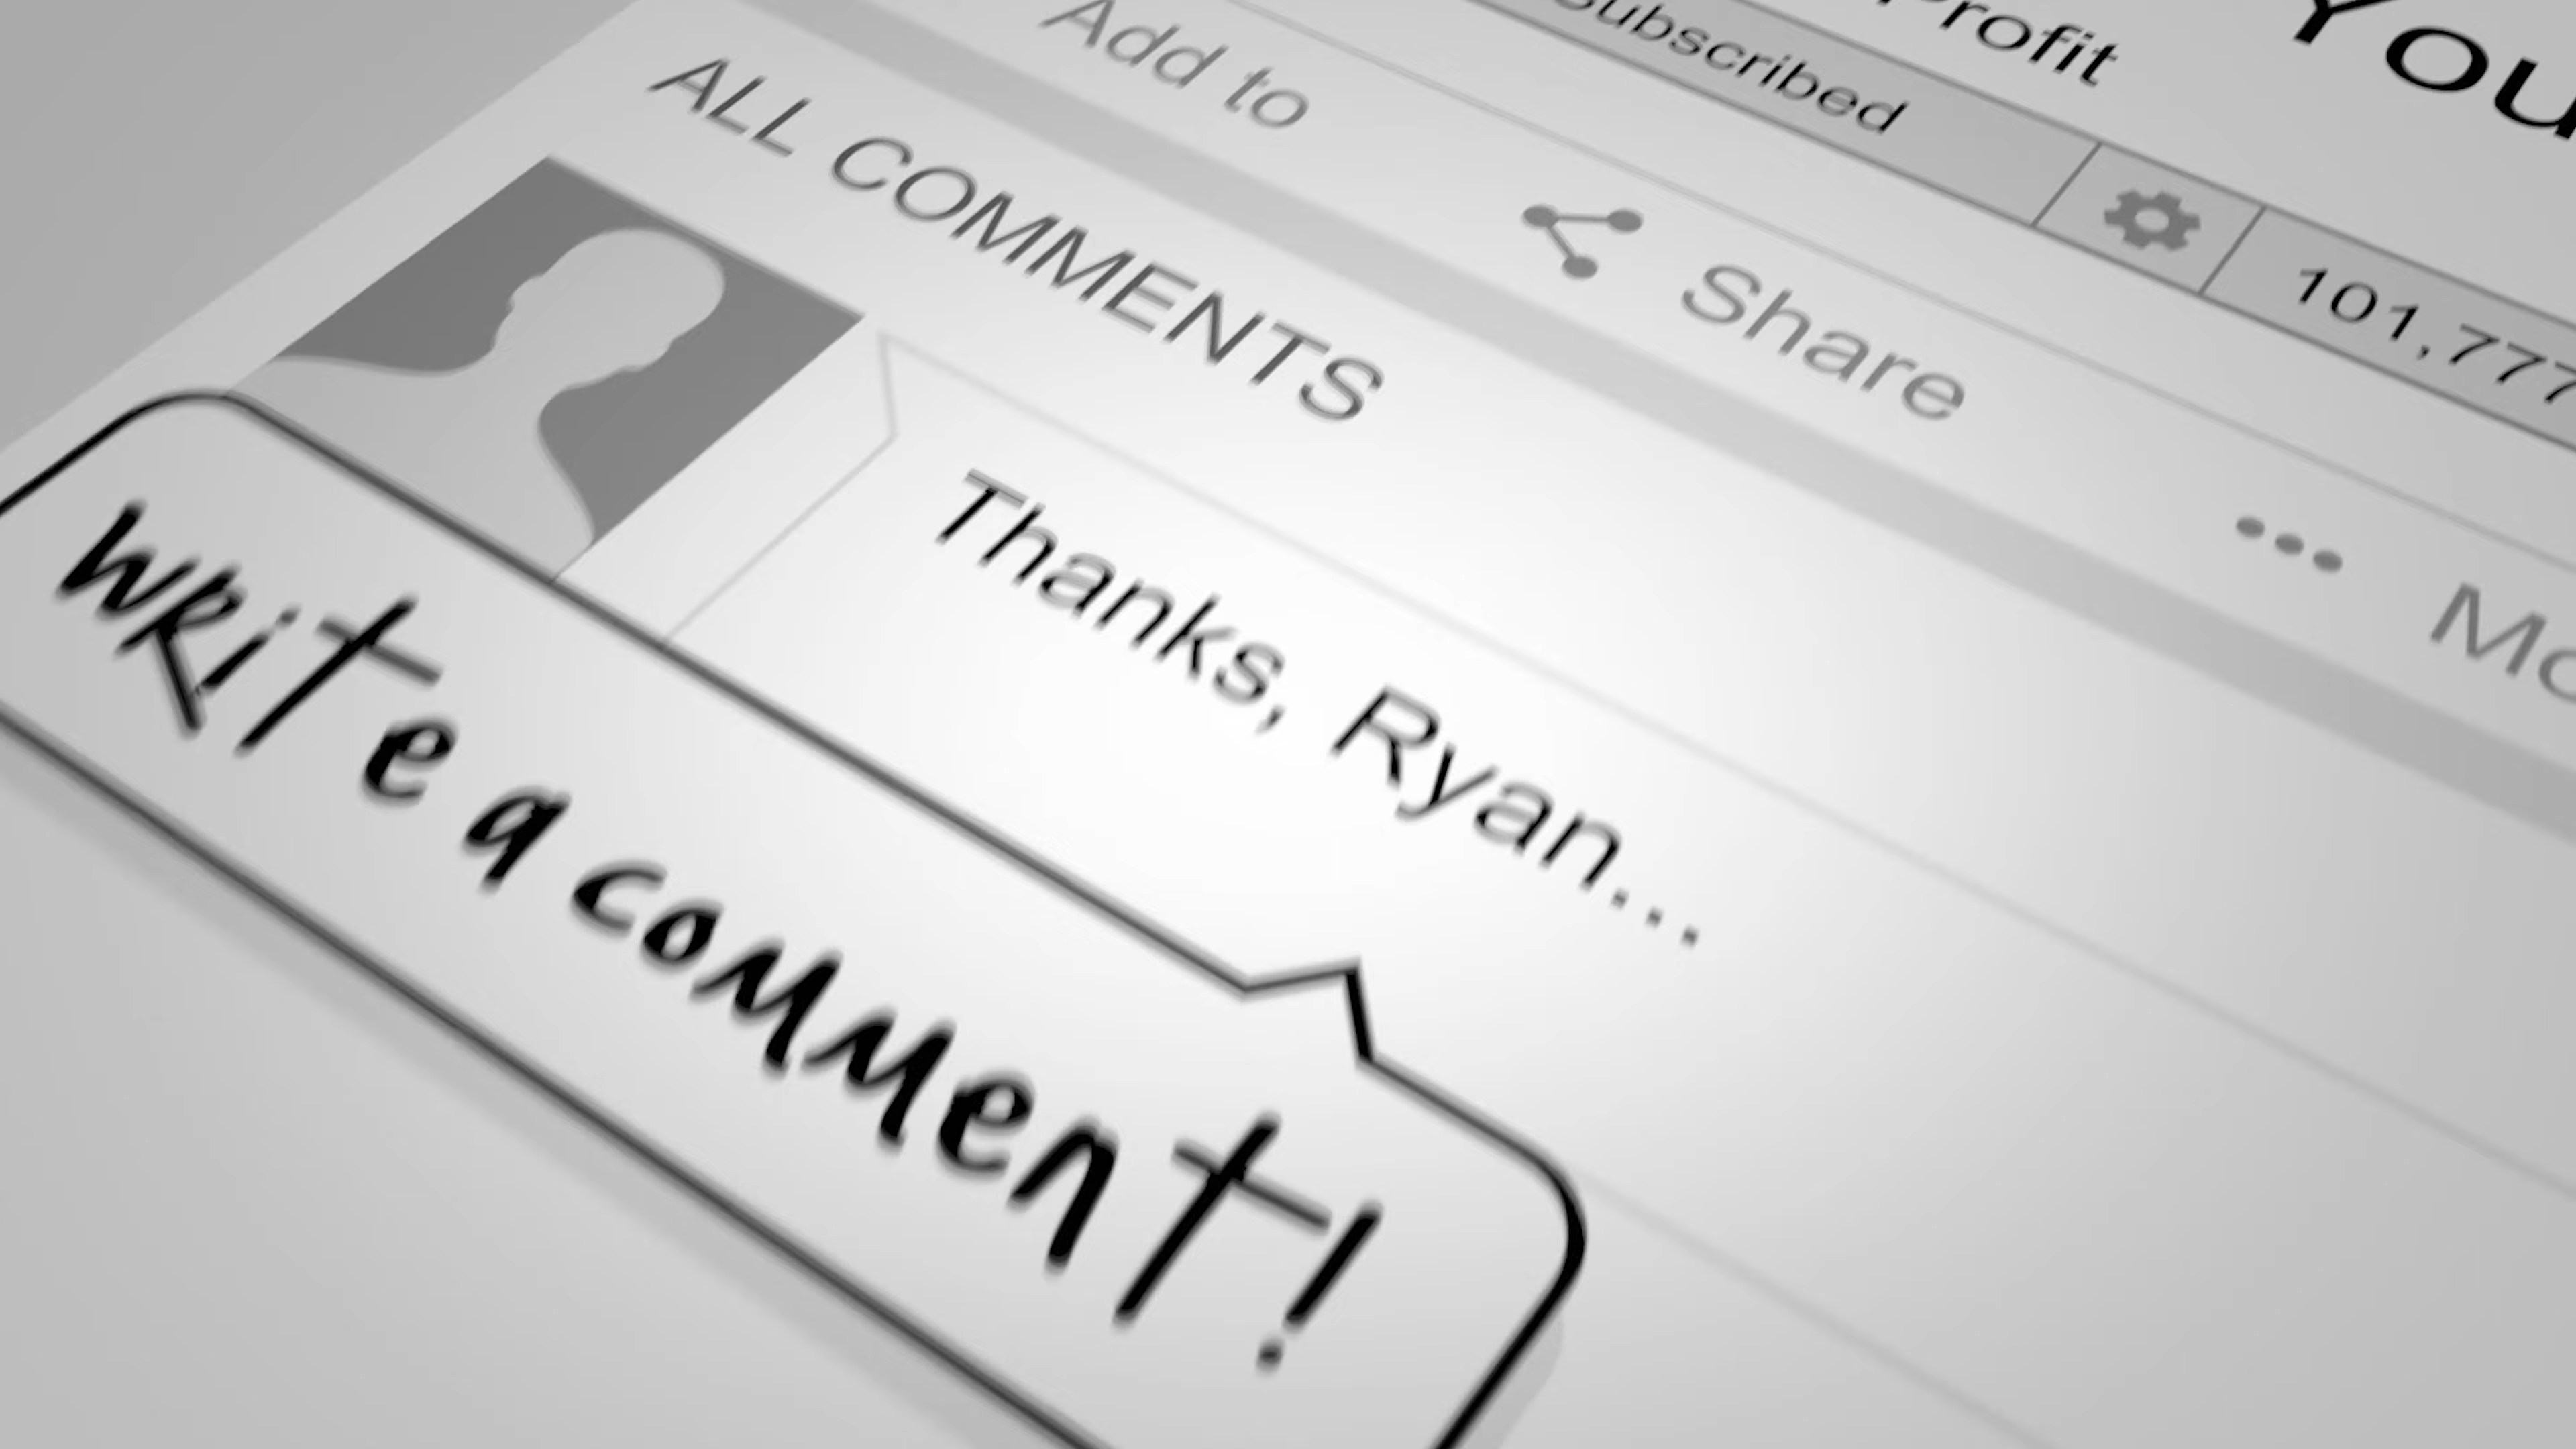 You
Profit
Subscribed
101,777
Add to
Share
ALL COMMENTS
Thanks, Ryan...
write a comment!